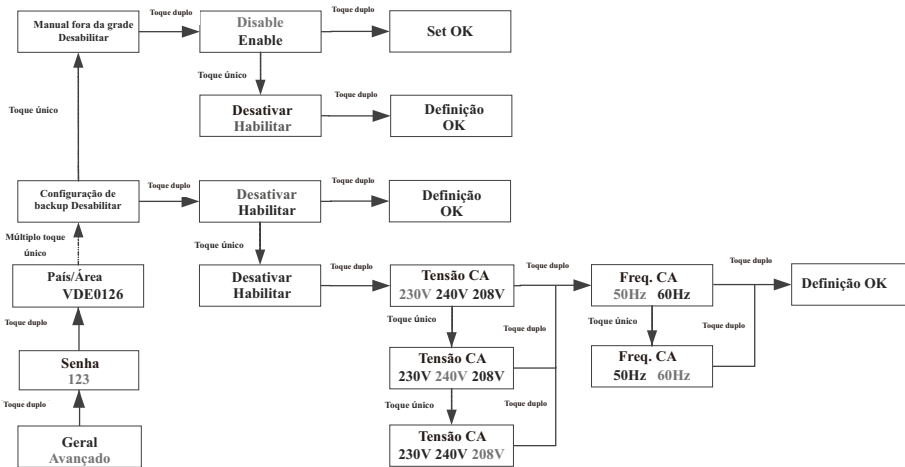 Manual fora da grade
Desabilitar
Toque duplo
Disable
Enable
Toque duplo
Set OK
Toque único
Toque único
Desativar
Habilitar
Toque duplo
Definição
OK
Configuração de
backup Desabilitar
Toque duplo
Desativar
Habilitar
Toque duplo
Definição
OK
Múltiplo toque
único
Toque único
País/Área
VDE0126
Desativar
Habilitar
Toque duplo
Tensão CA
230V 240V 208V
Toque duplo
Freq. CA
50Hz 60Hz
Toque duplo
Definição OK
Toque duplo
Toque único
Toque duplo
Toque único
Toque duplo
Senha
123
Tensão CA
230V 240V 208V
Freq. CA
50Hz 60Hz
Toque duplo
Toque único
Toque duplo
Geral
Avançado
Tensão CA
230V 240V 208V